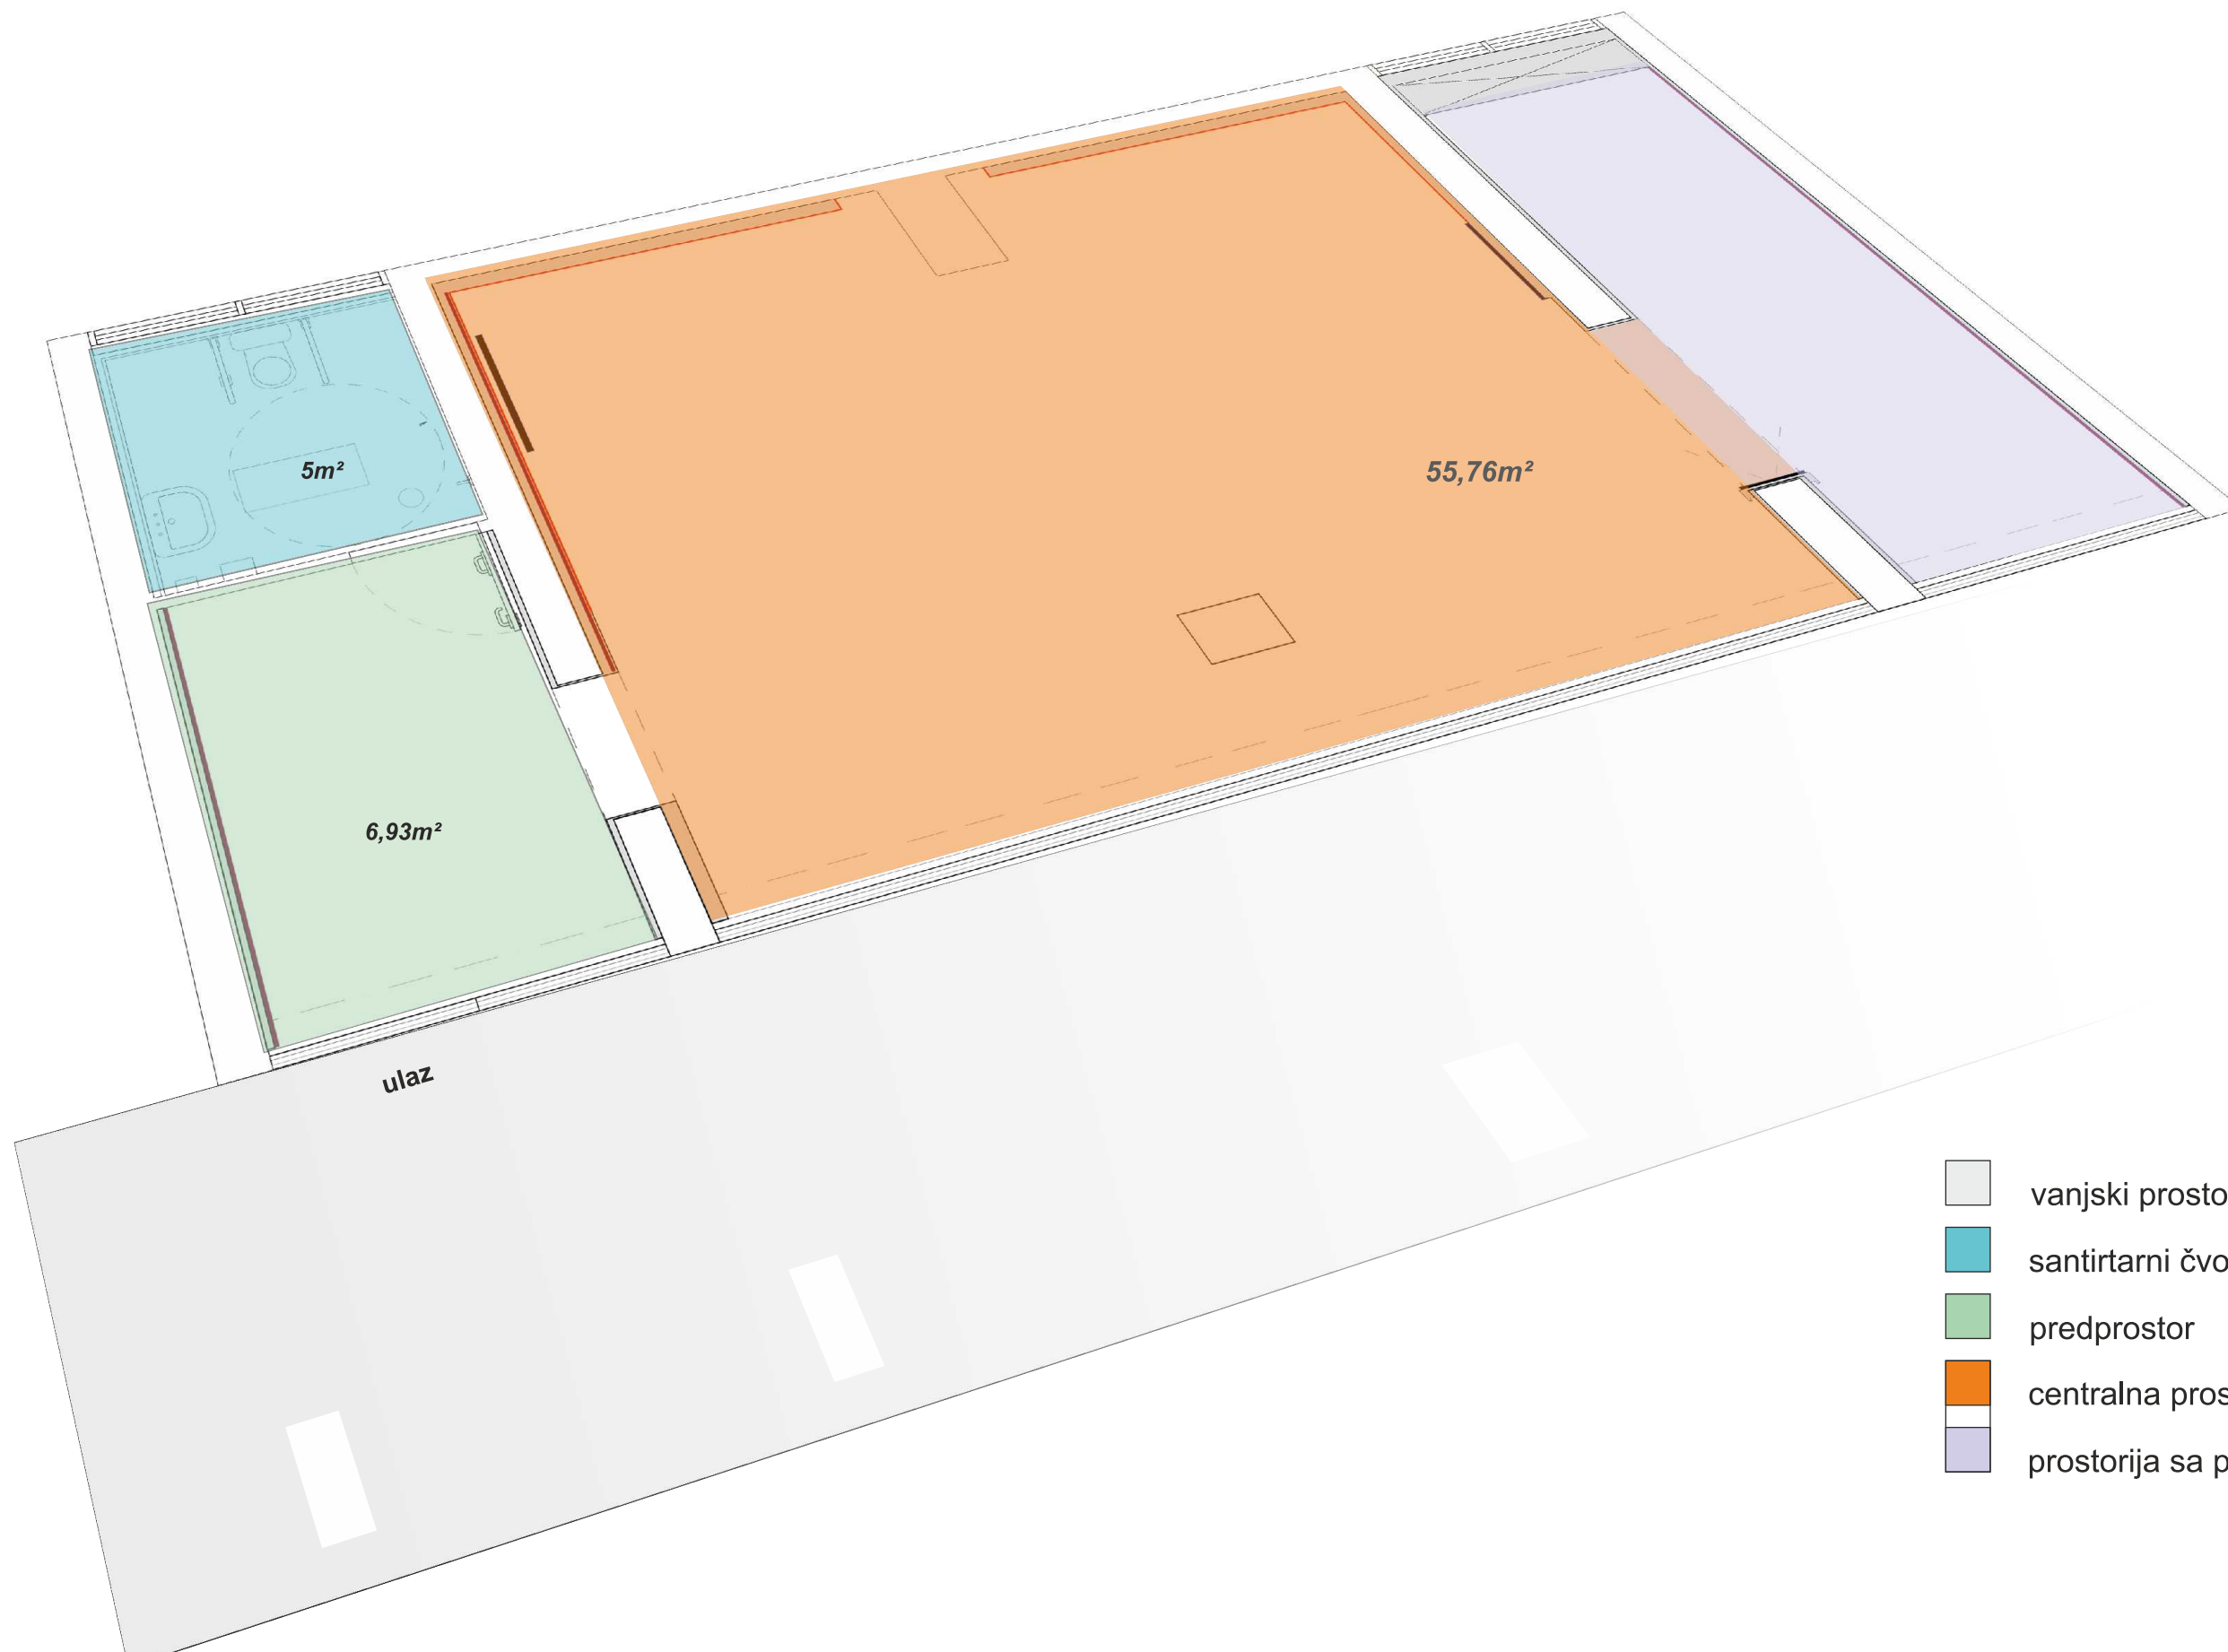 5m²
55,76m²
6,93m²
ulaz
vanjski prosto
santirtarni čvo
predprostor
centralna pros
prostorija sa p